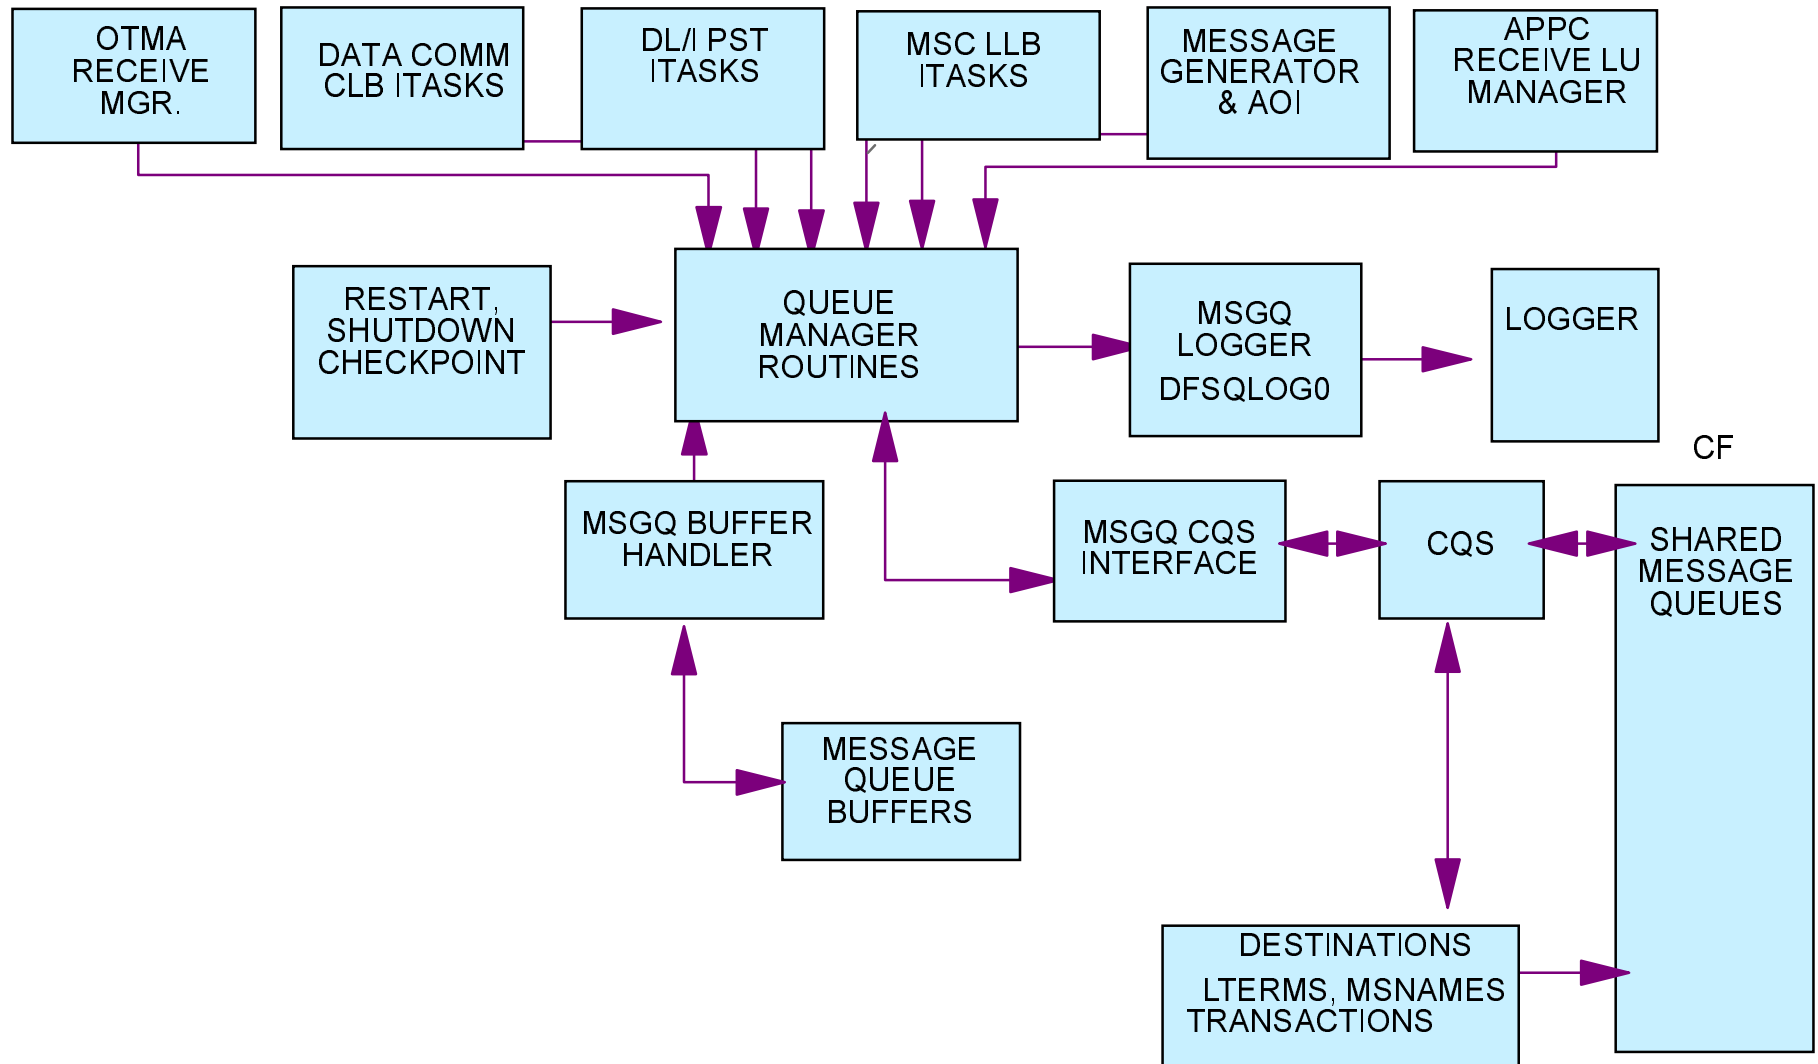 OTMA
RECEIVE
MGR.
DATA COMM
CLB ITASKS
DL/I PST
ITASKS
MSC LLB
ITASKS
MESSAGE
GENERATOR
& AOI
APPC
RECEIVE LU
MANAGER
RESTART,
SHUTDOWN
CHECKPOINT
QUEUE
MANAGER
ROUTINES
MSGQ
LOGGER
DFSQLOG0
LOGGER
CF
MSGQ BUFFER
HANDLER
MSGQ CQS
INTERFACE
CQS
SHARED
MESSAGE
QUEUES
MESSAGE
QUEUE
BUFFERS
DESTINATIONS
LTERMS, MSNAMES
TRANSACTIONS